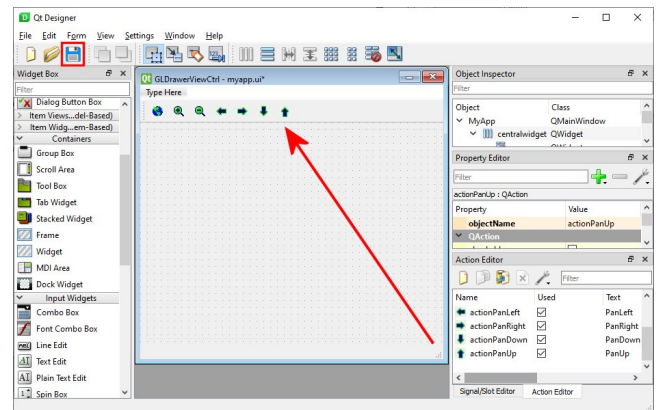 Qt Designer
File Edit Form View Settings Window Help
Widget Box
Filter
Dialog Button Box
Item Views...del-Based)
Item Widg...em-Based)
Containers
Group Box
Scroll Area
Tool Box
Tab Widget
Stacked Widget
Frame
Widget
MDI Area
Dock Widget
Input Widgets
Combo Box
Font Combo Box
Line Edit
Text Edit
Plain Text Edit
Spin Box
GLDrawerViewCtrl - myapp.ui*
Type Here
Object Inspector
Filter
Object Class
MyApp QMainWindow
centralwidget QWidget
Property Editor
Filter
actionPanUp : QAction
Property Value
objectName actionPanUp
QAction
Action Editor
Filter
Name Used Text
actionPanLeft PanLeft
actionPanRight PanRight
actionPanDown PanDown
actionPanUp PanUp
Signal/Slot Editor Action Editor